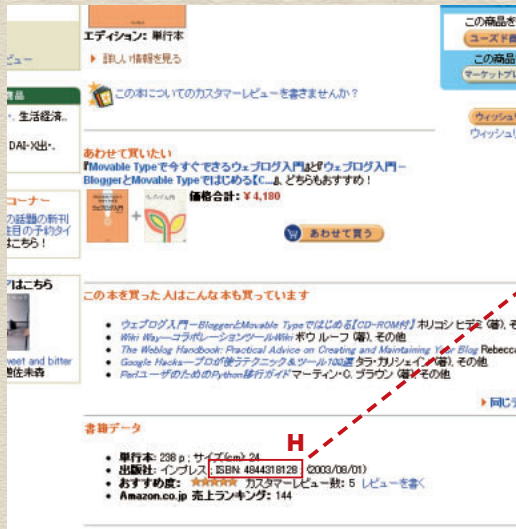 エディション: 単行本
詳しい情報を見る
この商品を
ユーズド商
この商品
マーケットプレ
ュー
この本についてのカスタマーレビューを書きませんか?
商品
生活経済..
DAI-X出
ウィッシュ
ウィッシュリ
あわせて買いたい
『Movable Typeで今すぐできるウェブログ入門』と『ウェブログ入門 –
BloggerとMovable Typeではじめる【C...』、どちらもおすすめ!
価格合計: ¥4,180
+
あわせて買う
コーナー
の話題の新刊
注目の予約タイ
はこちら!
はこちら
この本を買った人はこんな本も買っています
ウェブログ入門―BloggerとMovable Typeではじめる【CD-ROM付】 ホリコシ ヒデミ (著), そ
Wiki Way―コラボレーションツールWiki ボウ ルーフ (著), その他
The Weblog Handbook: Practical Advice on Creating and Maintaining Your Blog Rebecca
Google Hacks―プロが使うテクニック&ツール100選 タラ・カリシェイン (著), その他
PerlユーザのためのPython移行ガイド マーティン・C. ブラウン (著), その他
weet and bitter
佐未森
同じテ
書籍データ
H
単行本: 238 p ; サイズ(cm): 24
出版社: インプレス ; ISBN: 4844318128 ; (2003/08/01)
おすすめ度: ★★★★★ カスタマーレビュー数: 5 レビューを書く
Amazon.co.jp 売上ランキング: 144